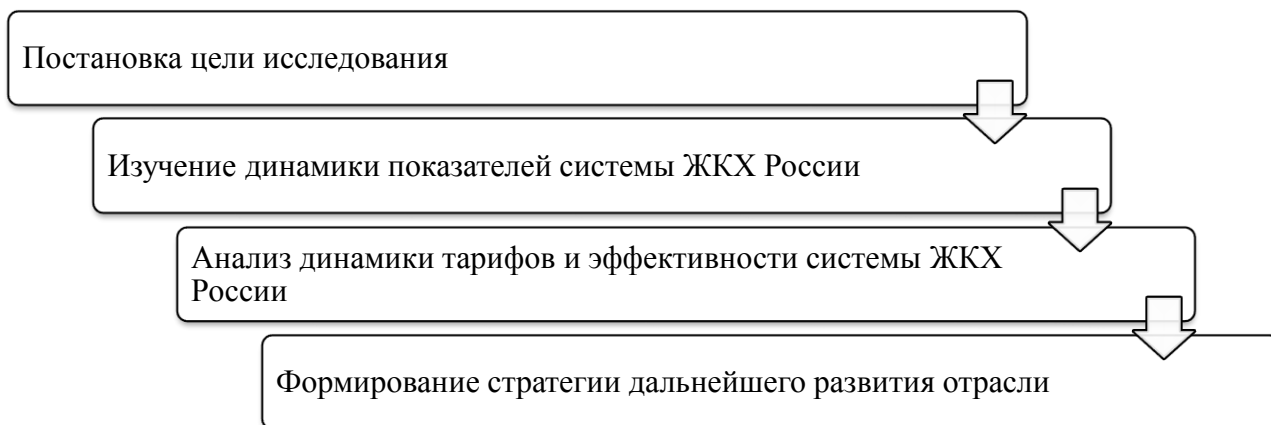 Постановка цели исследования
Изучение динамики показателей системы ЖКХ России
Анализ динамики тарифов и эффективности системы ЖКХ
России
Формирование стратегии дальнейшего развития отрасли